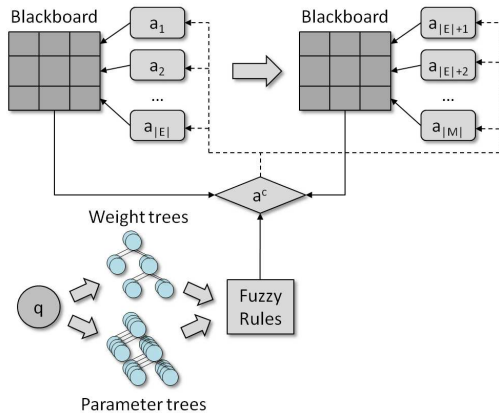 Blackboard
a1
a2
...
a|E|
Blackboard
a|E|+1
a|E|+2
...
a|M|
ac
Weight trees
q
Fuzzy
Rules
Parameter trees